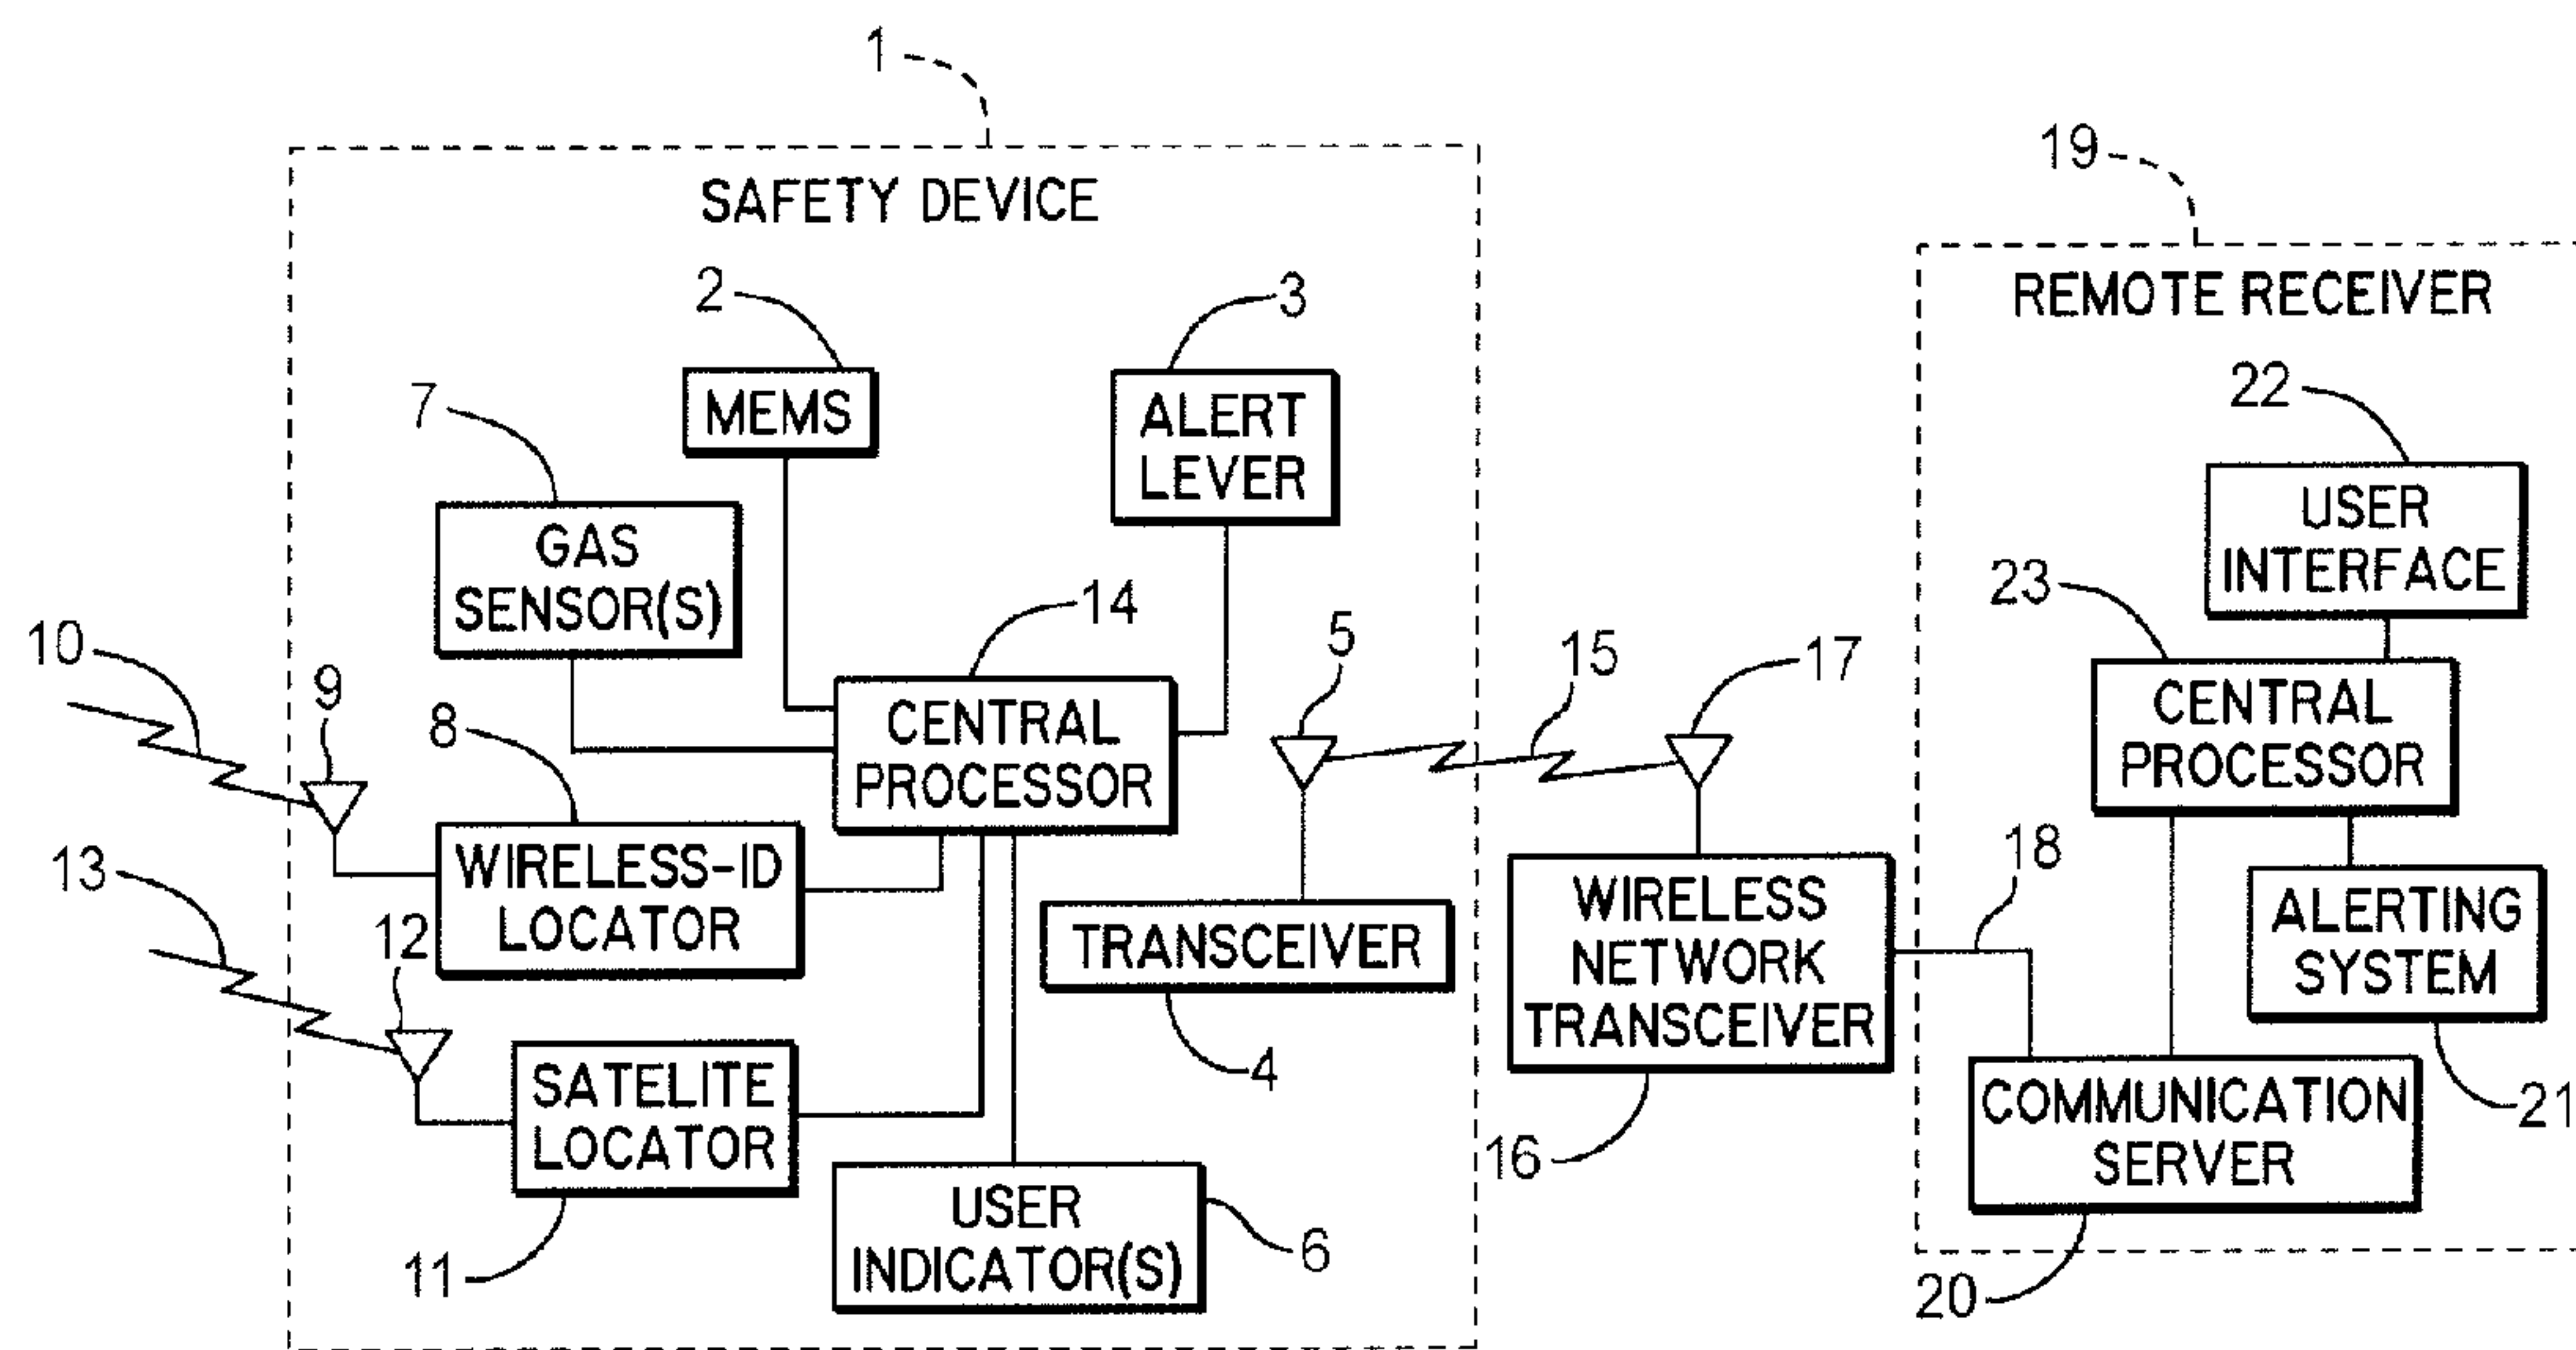 1
SAFETY DEVICE
19
REMOTE RECEIVER
2
3
MEMS
ALERT
LEVER
7
GAS
SENSOR(S)
22
USER
INTERFACE
14
CENTRAL
PROCESSOR
5
15
17
23
CENTRAL
PROCESSOR
10
9
8
WIRELESS-ID
LOCATOR
13
12
TRANSCEIVER
4
WIRELESS
NETWORK
TRANSCEIVER
16
18
ALERTING
SYSTEM
21
SATELITE
LOCATOR
11
USER
INDICATOR(S)
6
COMMUNICATION
SERVER
20